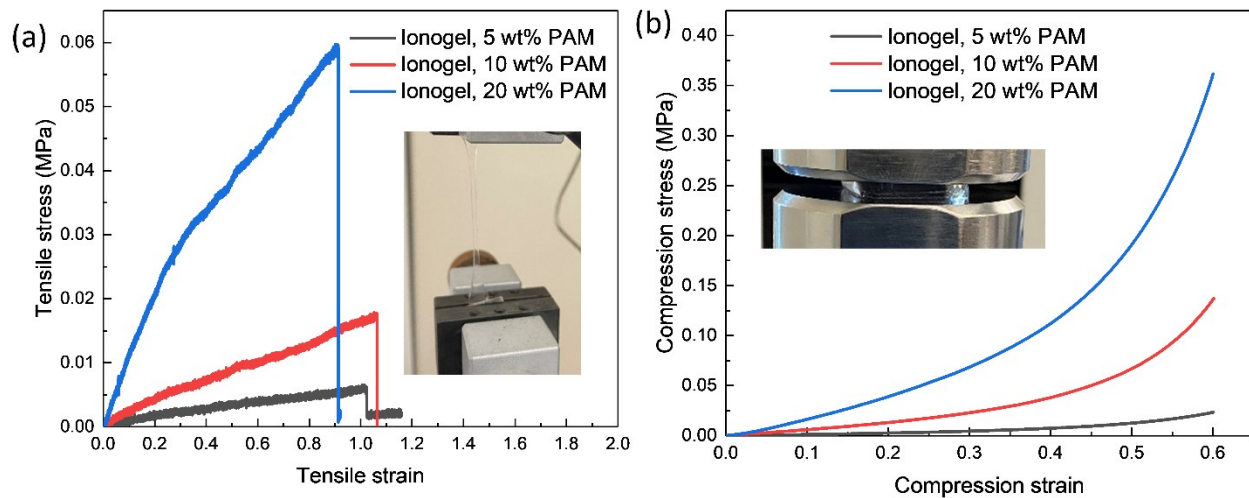 (a)
Ionogel, 5 wt% PAM
Ionogel, 10 wt% PAM
Ionogel, 20 wt% PAM
Tensile stress (MPa)
0.06
0.05
0.04
0.03
0.02
0.01
0.00
0.0 0.2 0.4 0.6 0.8 1.0 1.2 1.4 1.6 1.8 2.0
Tensile strain
(b)
Ionogel, 5 wt% PAM
Ionogel, 10 wt% PAM
Ionogel, 20 wt% PAM
Compression stress (MPa)
0.40
0.35
0.30
0.25
0.20
0.15
0.10
0.05
0.00
0.0 0.1 0.2 0.3 0.4 0.5 0.6
Compression strain